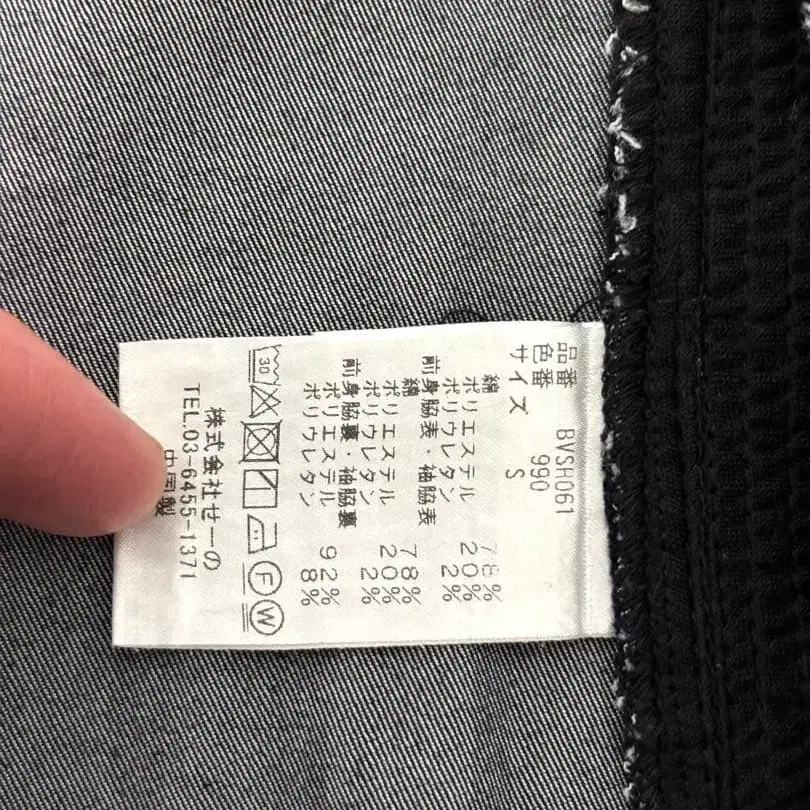 品番 BVSH061
色番 990
サイズ S
綿 78%
ポリエステル 20%
ポリウレタン 2%
前身脇表・袖脇表
綿 78%
ポリエステル 20%
ポリウレタン 2%
前身脇裏・袖脇裏
ポリエステル 92%
ポリウレタン 8%
30 F W
株式会社せーの
TEL.03-6455-1371
中国製